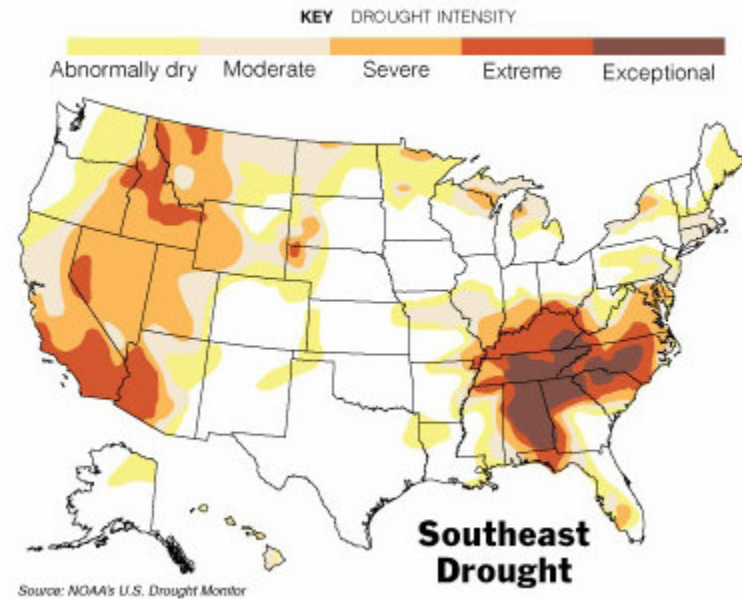 KEY DROUGHT INTENSITY
Abnormally dry Moderate Severe Extreme Exceptional
Southeast
Drought
Source: NOAA's U.S. Drought Monitor